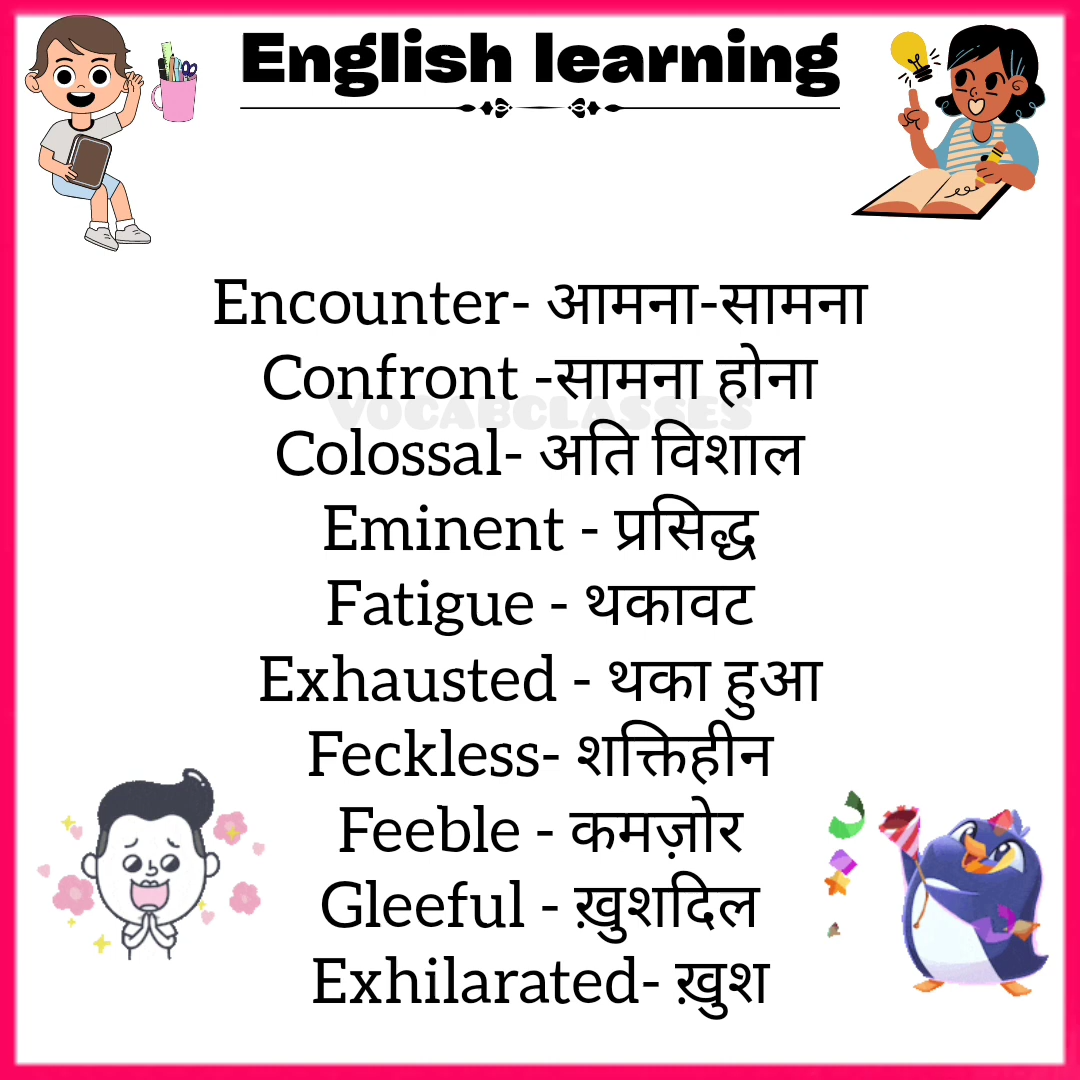 English learning
Encounter- आमना-सामना
Confront -सामना होना
VOCABCLASSES
Colossal- अति विशाल
Eminent - प्रसिद्ध
Fatigue - थकावट
Exhausted - थका हुआ
Feckless- शक्तिहीन
Feeble - कमज़ोर
Gleeful - ख़ुशदिल
Exhilarated- ख़ुश